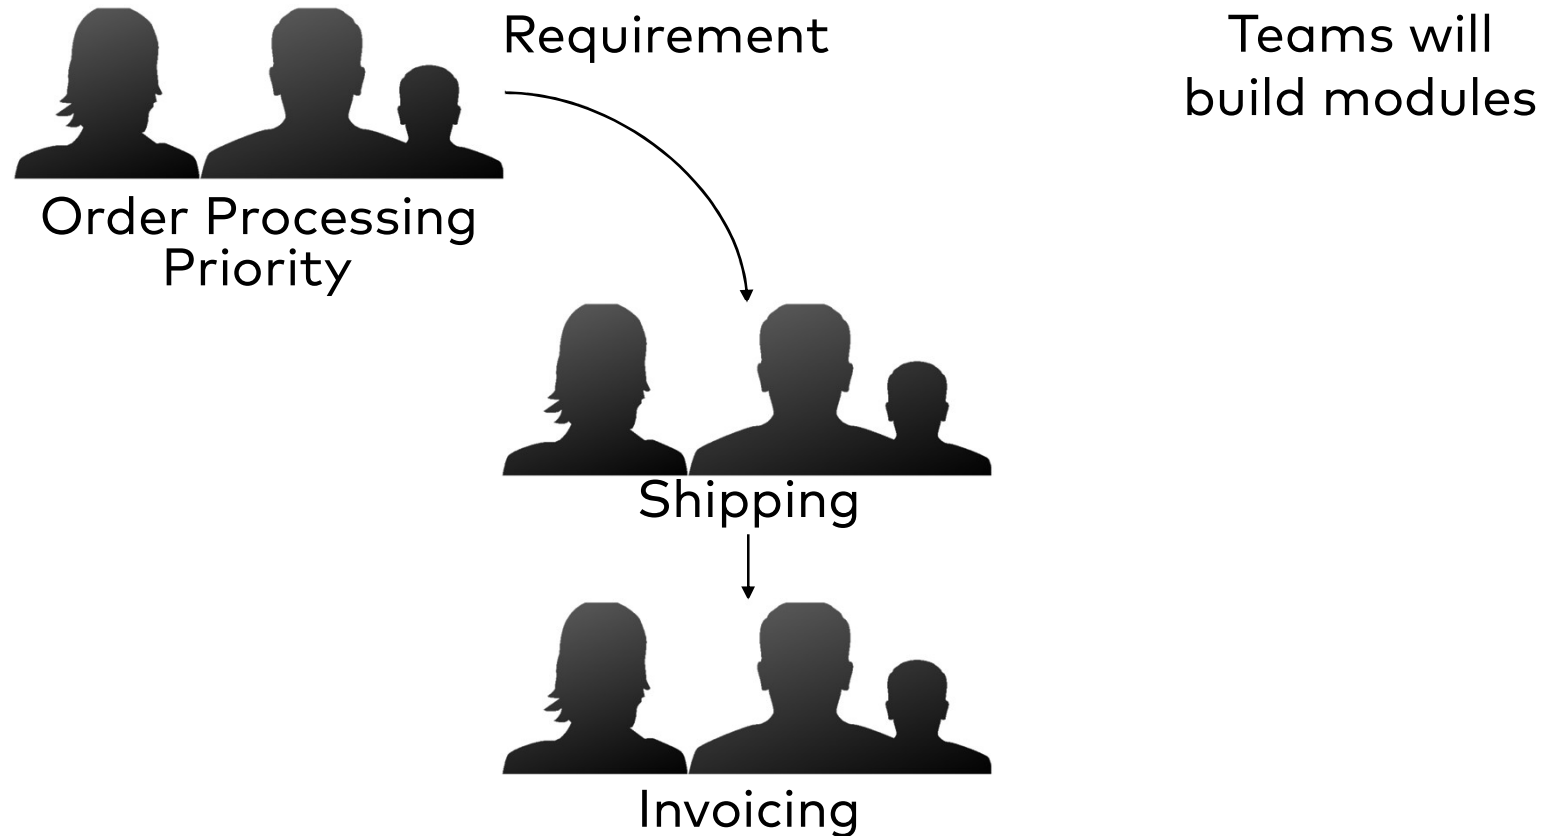 Requirement
Teams will
build modules
Order Processing
Priority
Shipping
Invoicing